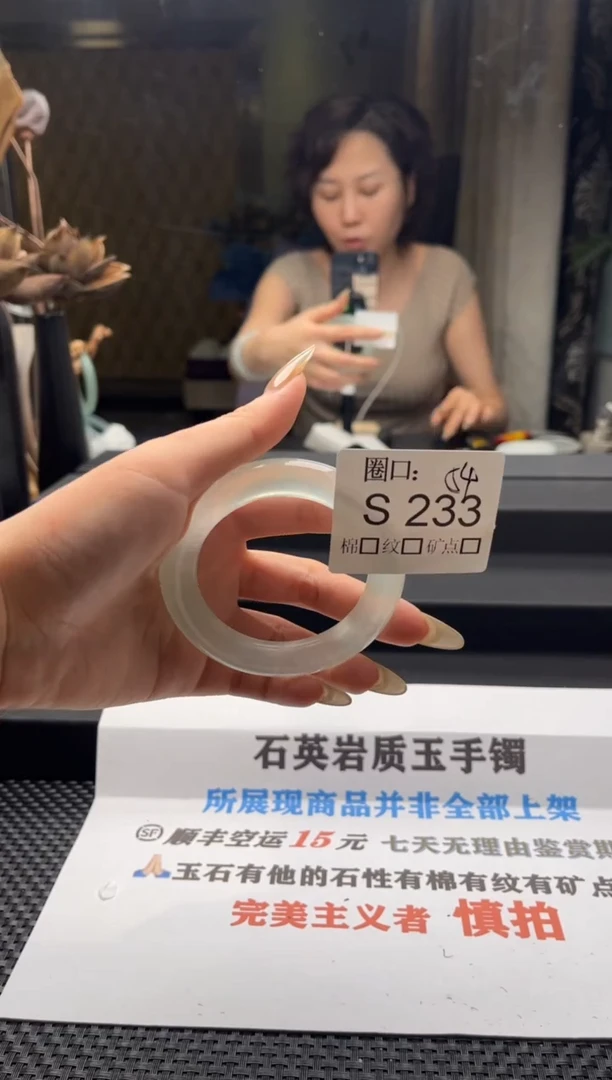 圈口： 54
S 233
棉□纹□矿点□
石英岩质玉手镯
所展现商品并非全部上架
SF 顺丰空运15元 七天无理由鉴赏期
🙏玉石有他的石性有棉有纹有矿点
完美主义者 慎拍